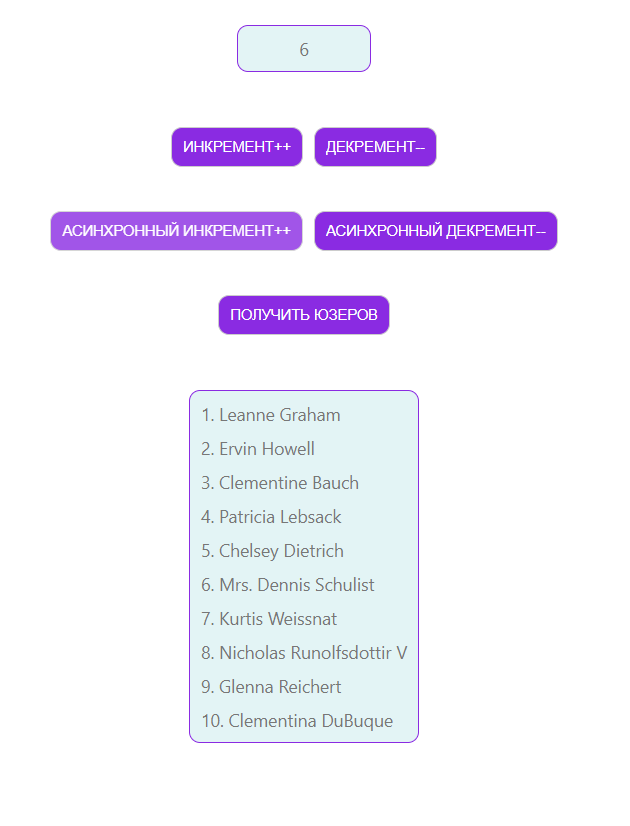 6
ИНКРЕМЕНТ++ ДЕКРЕМЕНТ--
АСИНХРОННЫЙ ИНКРЕМЕНТ++ АСИНХРОННЫЙ ДЕКРЕМЕНТ--
ПОЛУЧИТЬ ЮЗЕРОВ
1. Leanne Graham
2. Ervin Howell
3. Clementine Bauch
4. Patricia Lebsack
5. Chelsey Dietrich
6. Mrs. Dennis Schulist
7. Kurtis Weissnat
8. Nicholas Runolfsdottir V
9. Glenna Reichert
10. Clementina DuBuque